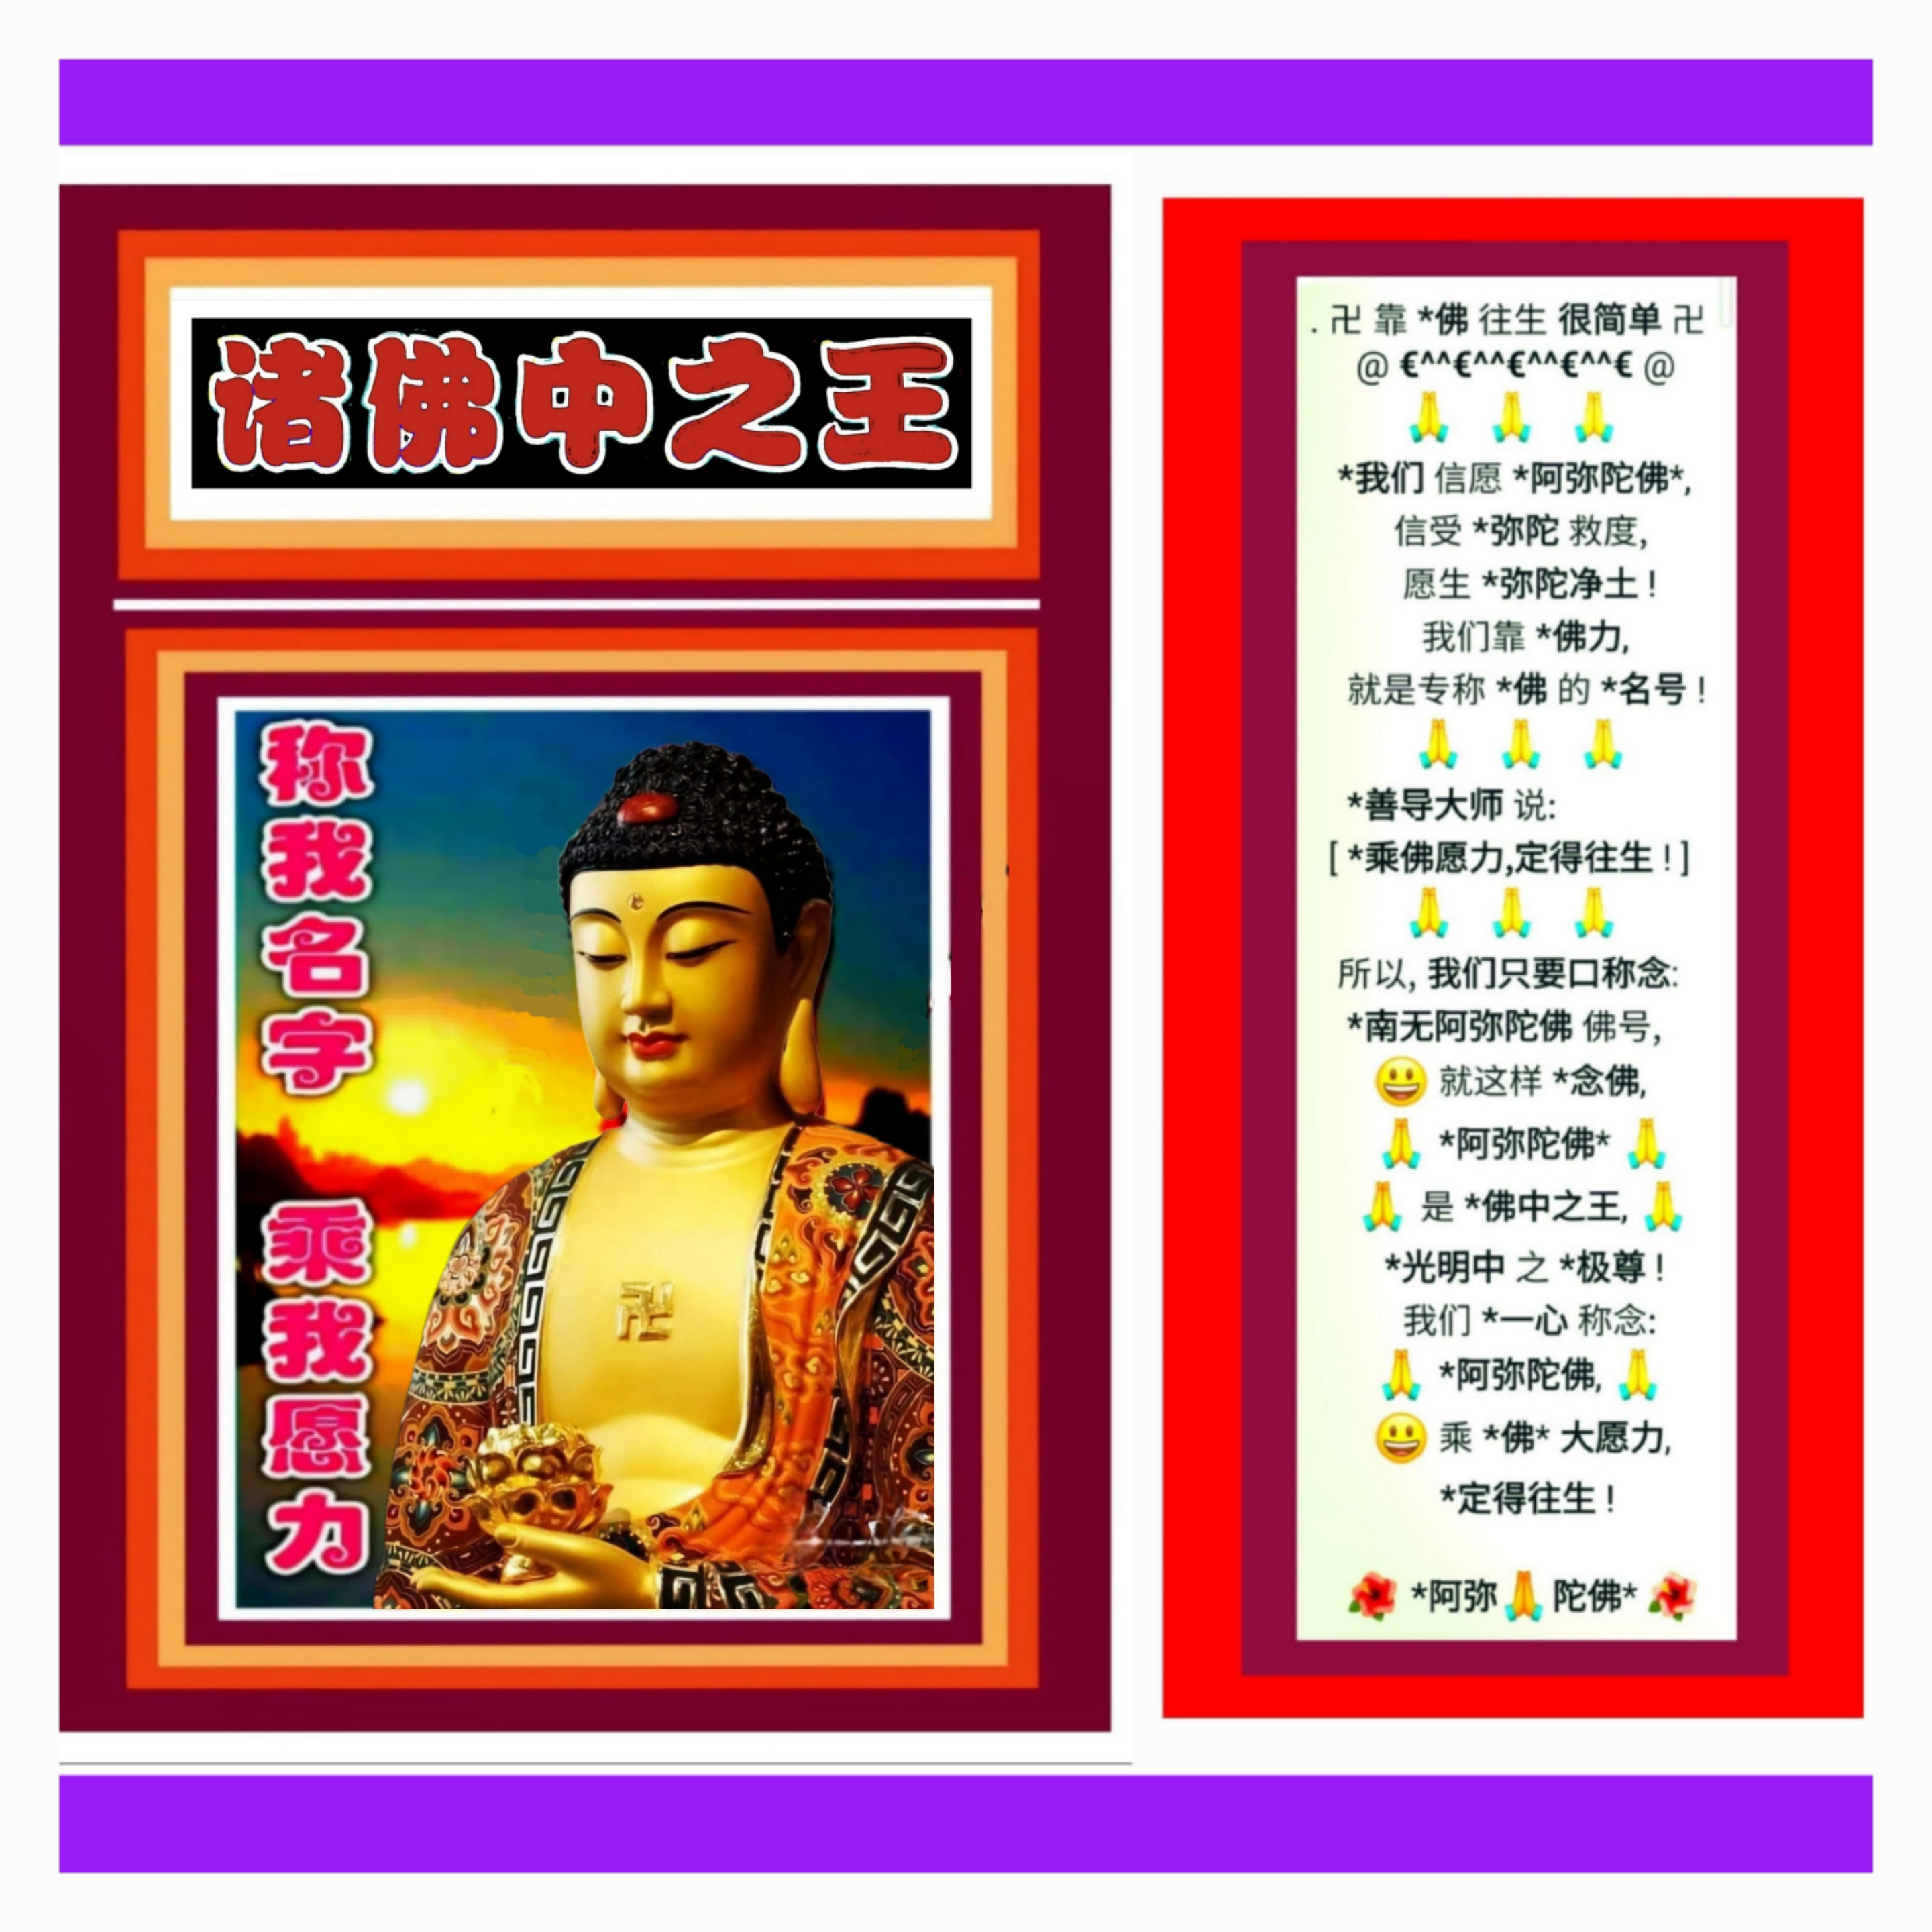 诸佛中之王
称我名字 乘我愿力
. 卍 靠 *佛 往生 很简单 卍
@ €^^€^^€^^€^^€ @
🙏 🙏 🙏
*我们 信愿 *阿弥陀佛*,
信受 *弥陀 救度,
愿生 *弥陀净土 !
我们靠 *佛力,
就是专称 *佛 的 *名号 !
🙏 🙏 🙏
*善导大师 说:
[ *乘佛愿力,定得往生 ! ]
🙏 🙏 🙏
所以, 我们只要口称念:
*南无阿弥陀佛 佛号,
😃 就这样 *念佛,
🙏 *阿弥陀佛* 🙏
🙏 是 *佛中之王, 🙏
*光明中 之 *极尊 !
我们 *一心 称念:
🙏 *阿弥陀佛, 🙏
😃 乘 *佛* 大愿力,
*定得往生 !
🌺 *阿弥🙏陀佛* 🌺
卍